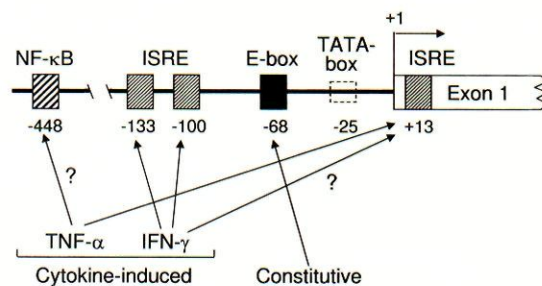 +1
NF-κB ISRE E-box TATA-
box ISRE
Exon 1
-448 -133 -100 -68 -25 +13
? ?
TNF-α IFN-γ
Cytokine-induced Constitutive